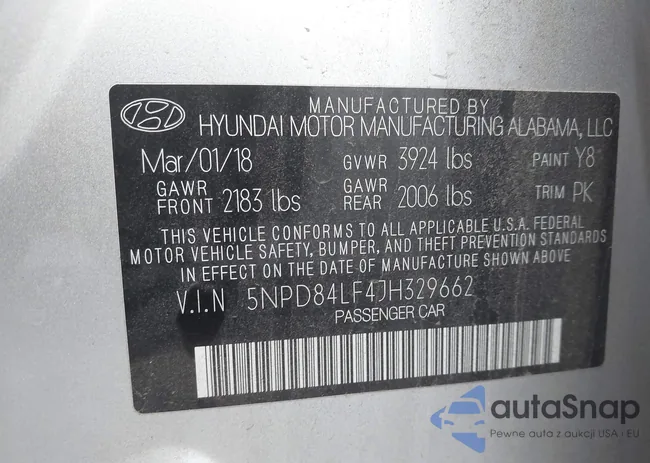 MANUFACTURED BY
HYUNDAI MOTOR MANUFACTURING ALABAMA, LLC
Mar/01/18 GVWR 3924 lbs PAINT Y8
GAWR FRONT 2183 lbs GAWR REAR 2006 lbs TRIM PK
THIS VEHICLE CONFORMS TO ALL APPLICABLE U.S.A. FEDERAL
MOTOR VEHICLE SAFETY, BUMPER, AND THEFT PREVENTION STANDARDS
IN EFFECT ON THE DATE OF MANUFACTURE SHOWN ABOVE
V.I.N 5NPD84LF4JH329662
PASSENGER CAR
autaSnap
Pewne auta z aukcji USA i EU